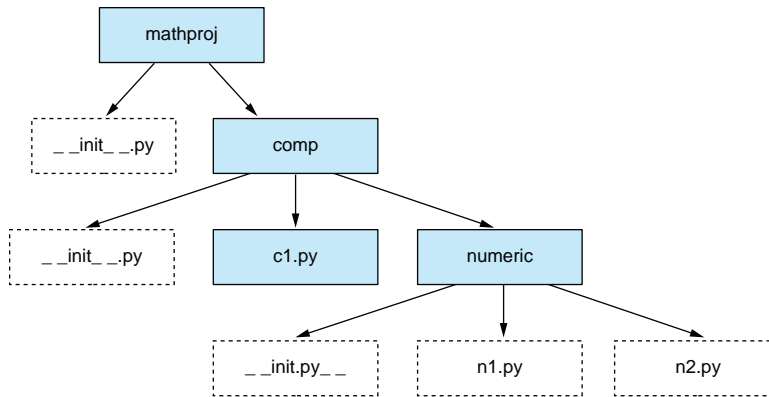 mathproj
_ _init_ _.py
comp
_ _init_ _.py
c1.py
numeric
_ _init.py_ _
n1.py
n2.py